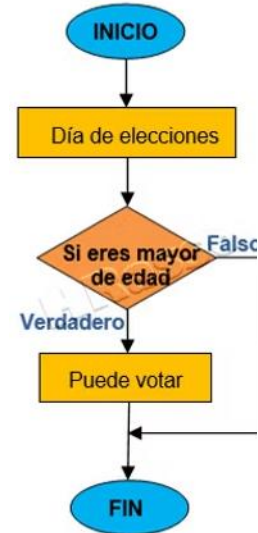 INICIO
Día de elecciones
Si eres mayor
de edad
Falso
Verdadero
Puede votar
FIN